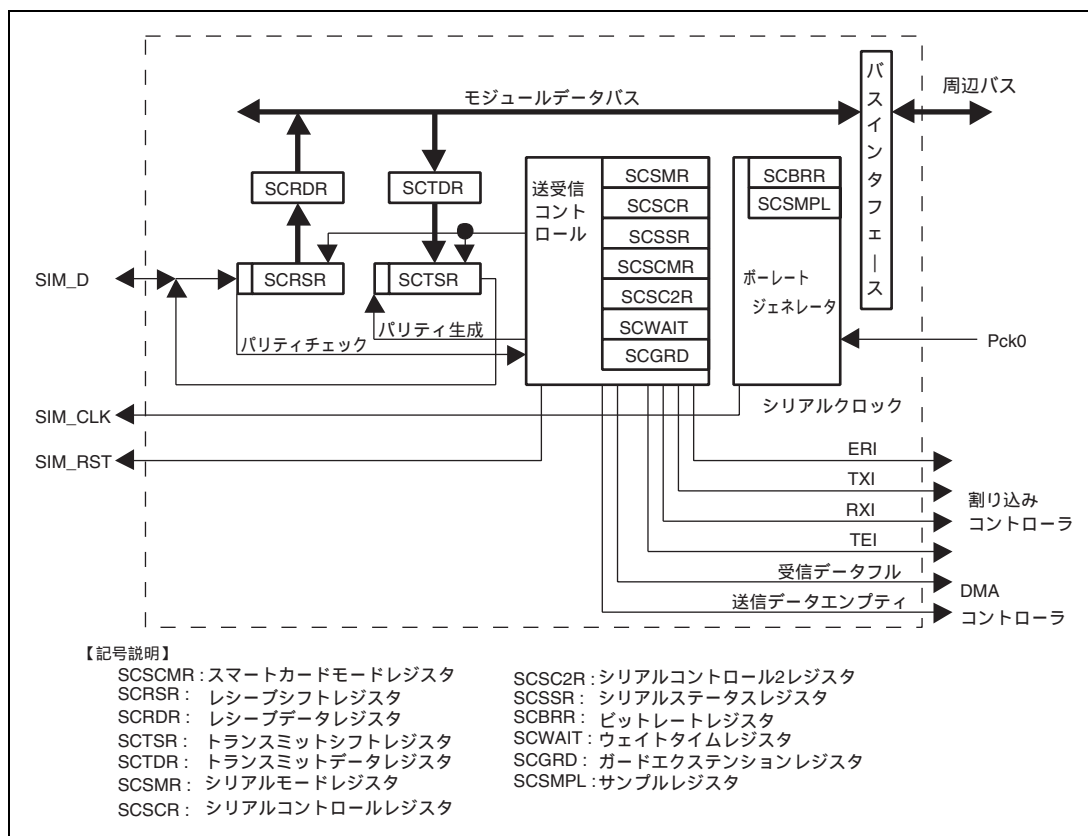 モジュールデータバス
バスインタフェース
周辺バス
SCRDR
SCTDR
送受信
コント
ロール
SCSMR
SCSCR
SCSSR
SCSCMR
SCSC2R
SCWAIT
SCGRD
SCBRR
SCSMPL
ボーレート
ジェネレータ
SIM_D
SCRSR
SCTSR
パリティ生成
パリティチェック
Pck0
シリアルクロック
SIM_CLK
SIM_RST
ERI
TXI
RXI
TEI
割り込み
コントローラ
受信データフル
送信データエンプティ
DMA
コントローラ
【記号説明】
SCSCMR : スマートカードモードレジスタ
SCRSR : レシーブシフトレジスタ
SCRDR : レシーブデータレジスタ
SCTSR : トランスミットシフトレジスタ
SCTDR : トランスミットデータレジスタ
SCSMR : シリアルモードレジスタ
SCSCR : シリアルコントロールレジスタ
SCSC2R : シリアルコントロール2レジスタ
SCSSR : シリアルステータスレジスタ
SCBRR : ビットレートレジスタ
SCWAIT : ウェイトタイムレジスタ
SCGRD : ガードエクステンションレジスタ
SCSMPL : サンプルレジスタ